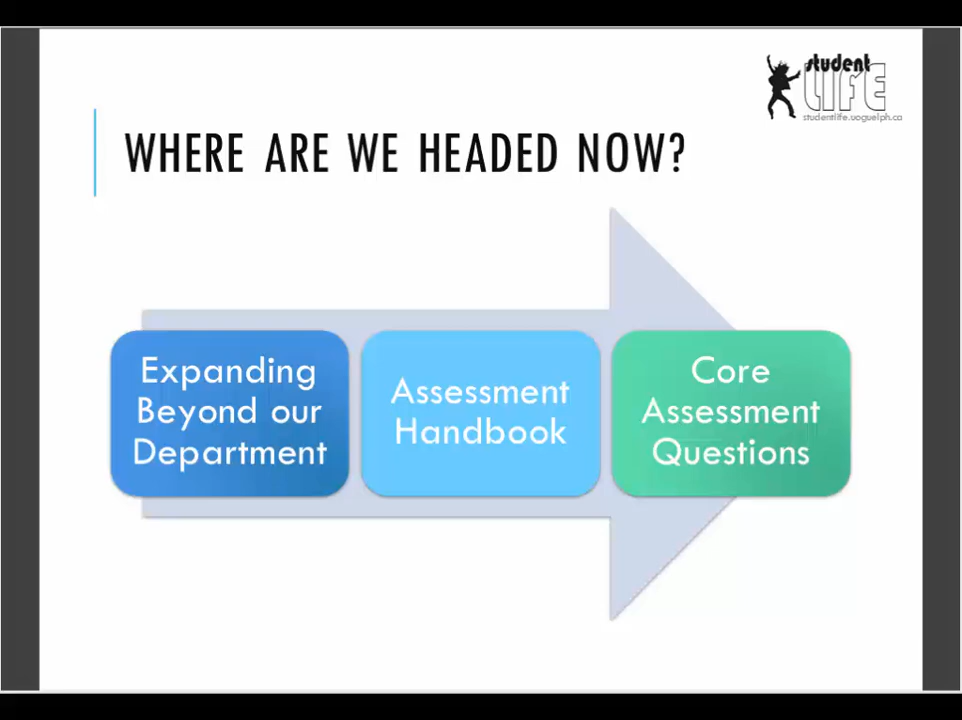 student
LIFE
studentlife.uoguelph.ca
WHERE ARE WE HEADED NOW?
Expanding
Beyond our
Department
Assessment
Handbook
Core
Assessment
Questions